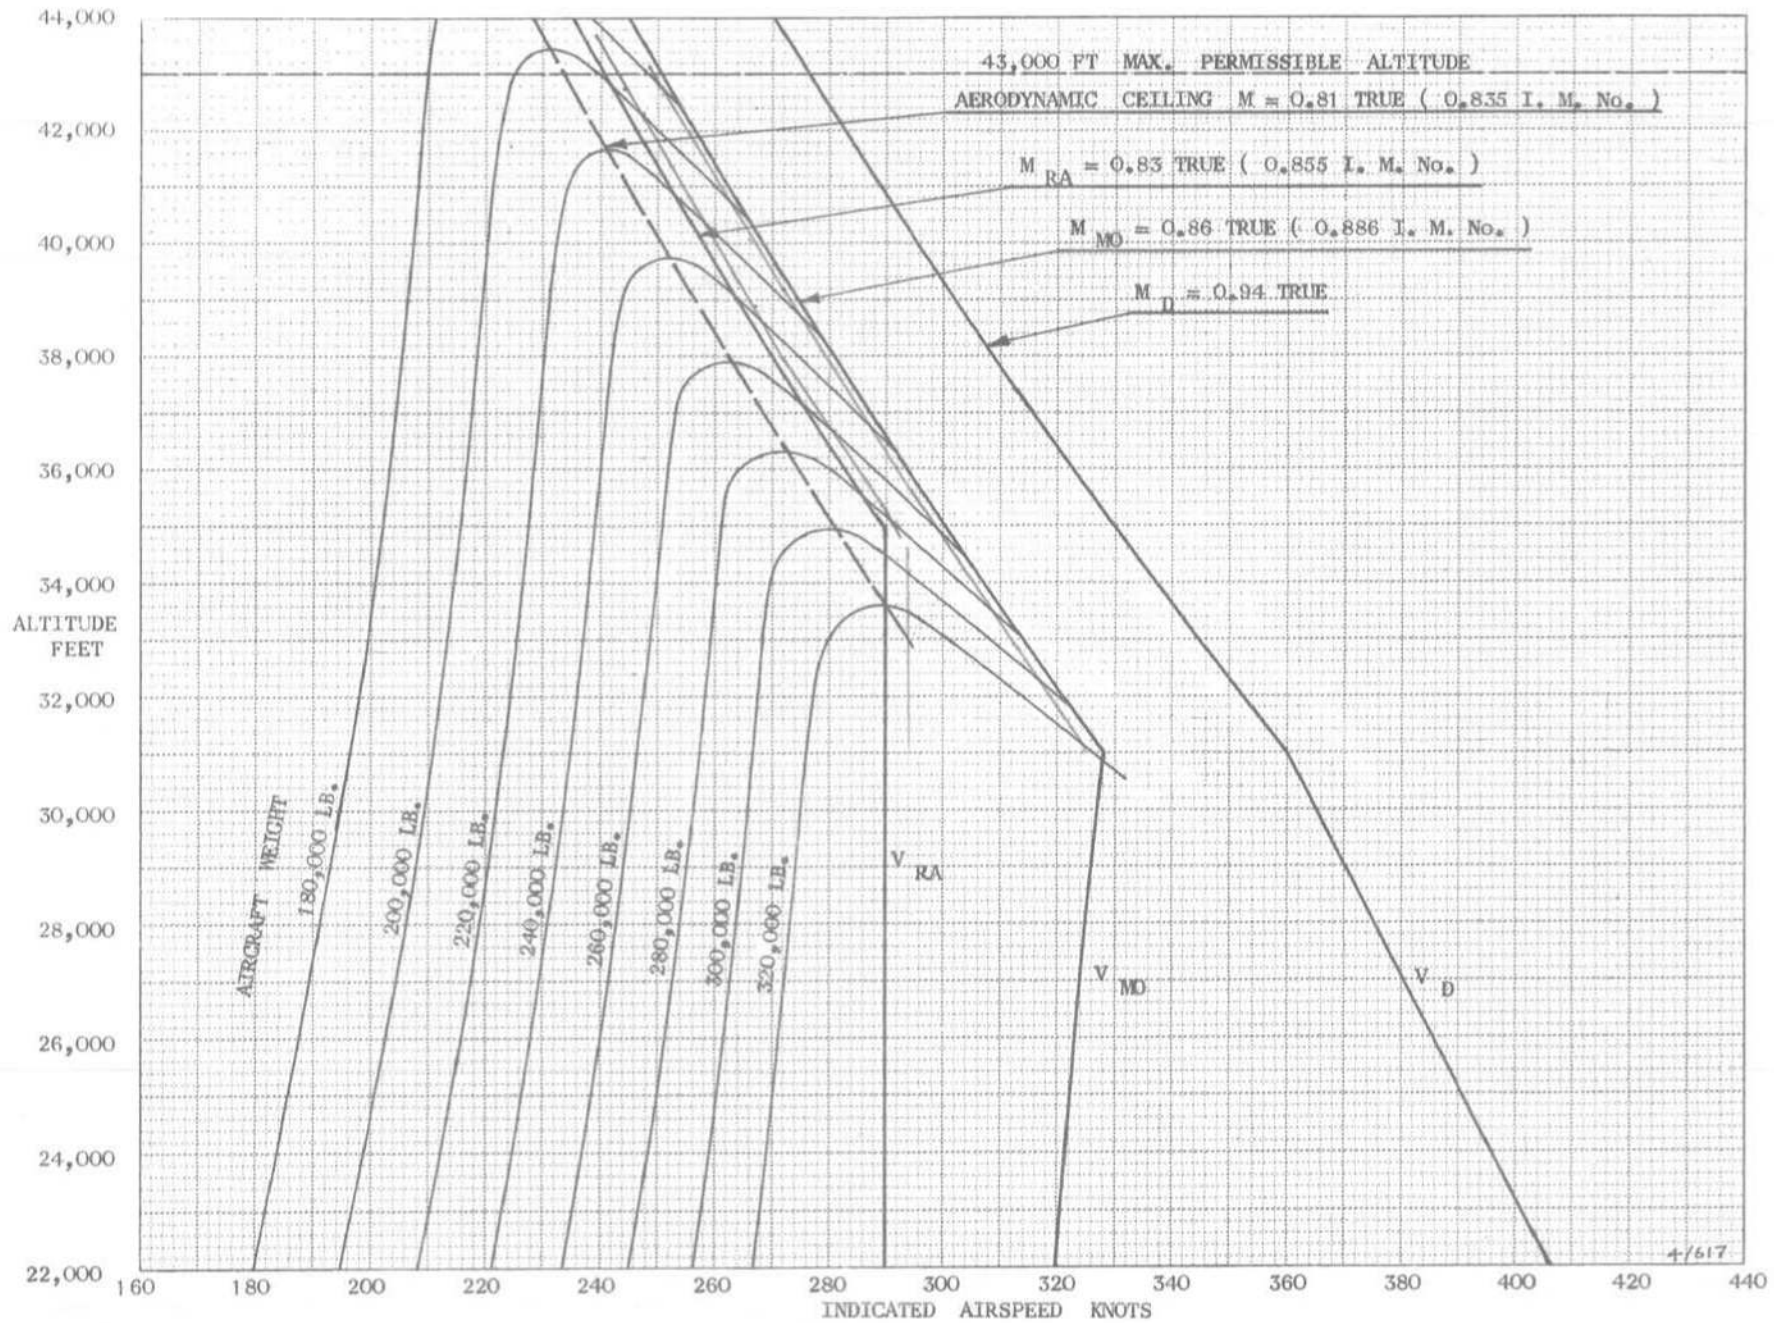 44,000
42,000
40,000
38,000
36,000
34,000
ALTITUDE
FEET
32,000
30,000
28,000
26,000
24,000
22,000
43,000 FT MAX. PERMISSIBLE ALTITUDE
AERODYNAMIC CEILING M = 0.81 TRUE ( 0.835 I. M. No. )
M RA = 0.83 TRUE ( 0.855 I. M. No. )
M MO = 0.86 TRUE ( 0.886 I. M. No. )
M D = 0.94 TRUE
AIRCRAFT WEIGHT
180,000 LB.
200,000 LB.
220,000 LB.
240,000 LB.
260,000 LB.
280,000 LB.
300,000 LB.
320,000 LB.
V RA
V MO
V D
4/617
160 180 200 220 240 260 280 300 320 340 360 380 400 420 440
INDICATED AIRSPEED KNOTS